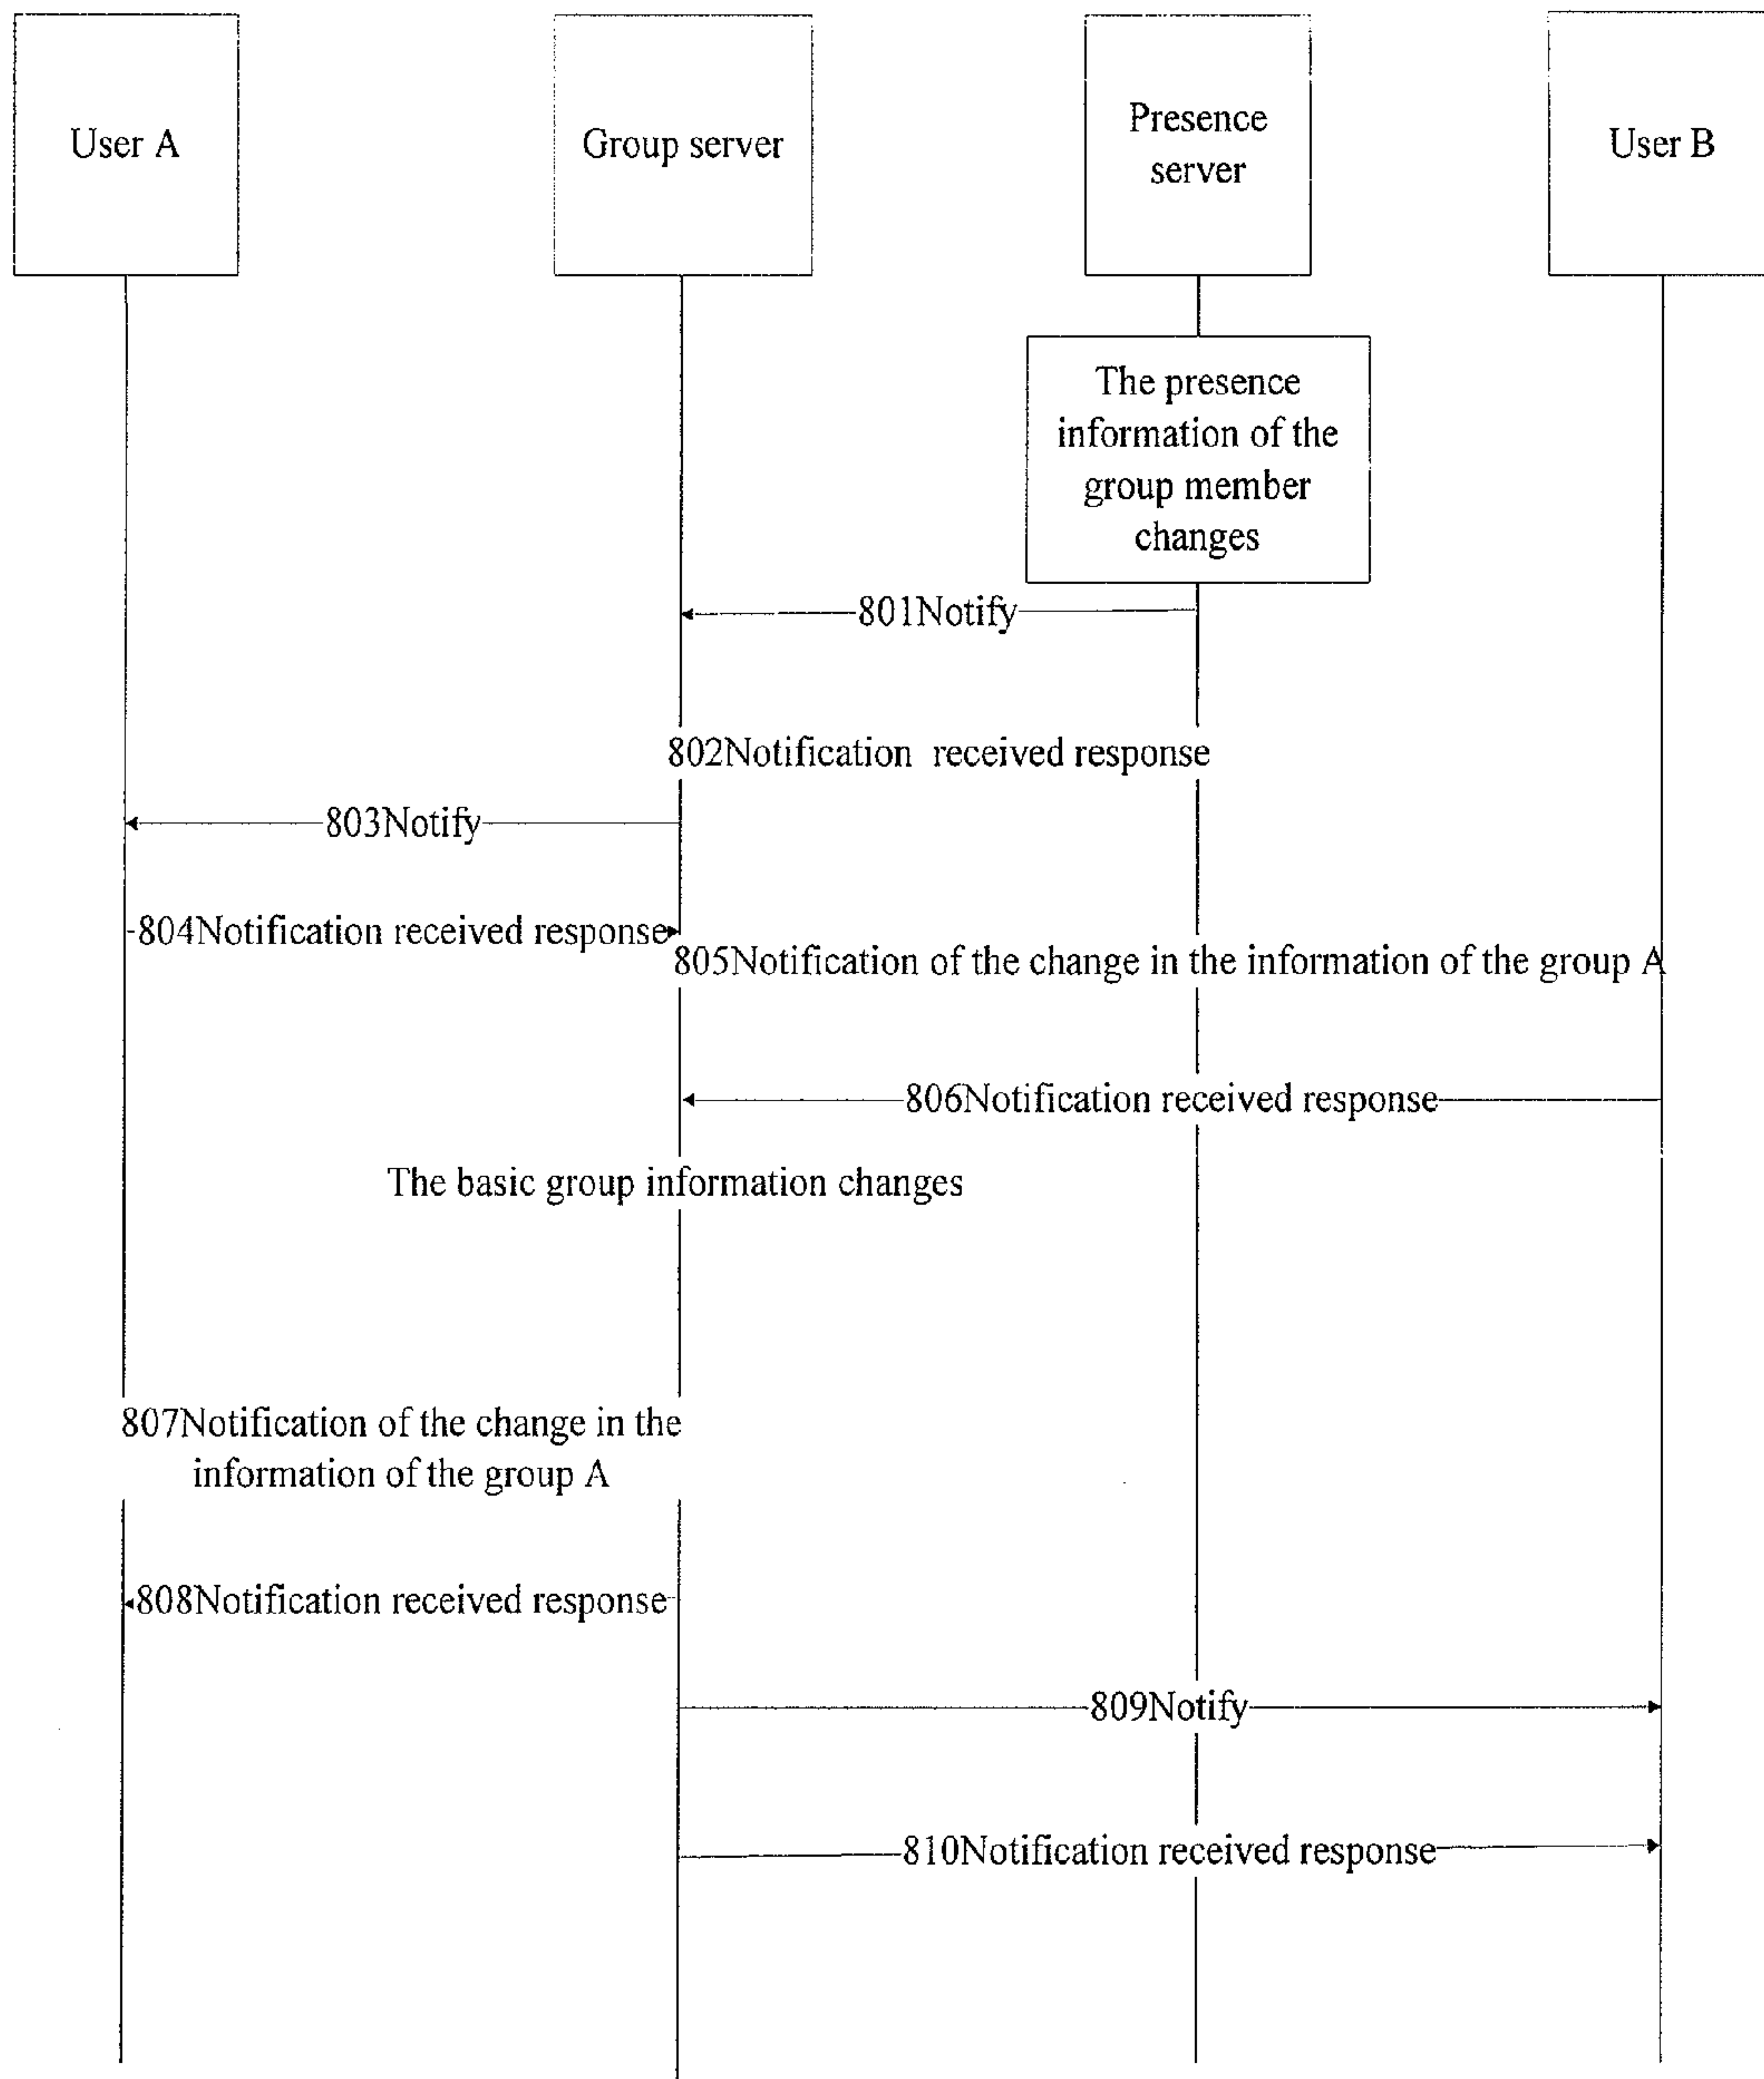 User A
Group server
Presence
server
User B
The presence
information of the
group member
changes
801Notify
802Notification received response
803Notify
804Notification received response
805Notification of the change in the information of the group A
806Notification received response
The basic group information changes
807Notification of the change in the
information of the group A
808Notification received response
809Notify
810Notification received response